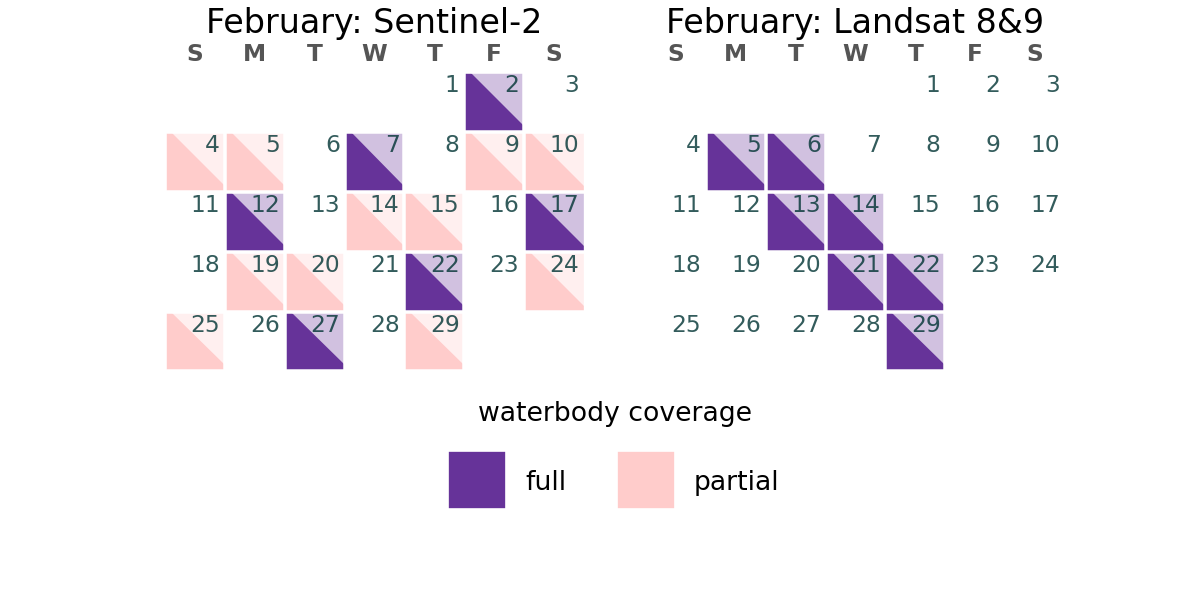 February: Sentinel-2
S M T W T F S
1 2 3
4 5 6 7 8 9 10
11 12 13 14 15 16 17
18 19 20 21 22 23 24
25 26 27 28 29
February: Landsat 8&9
S M T W T F S
1 2 3
4 5 6 7 8 9 10
11 12 13 14 15 16 17
18 19 20 21 22 23 24
25 26 27 28 29
waterbody coverage
full partial